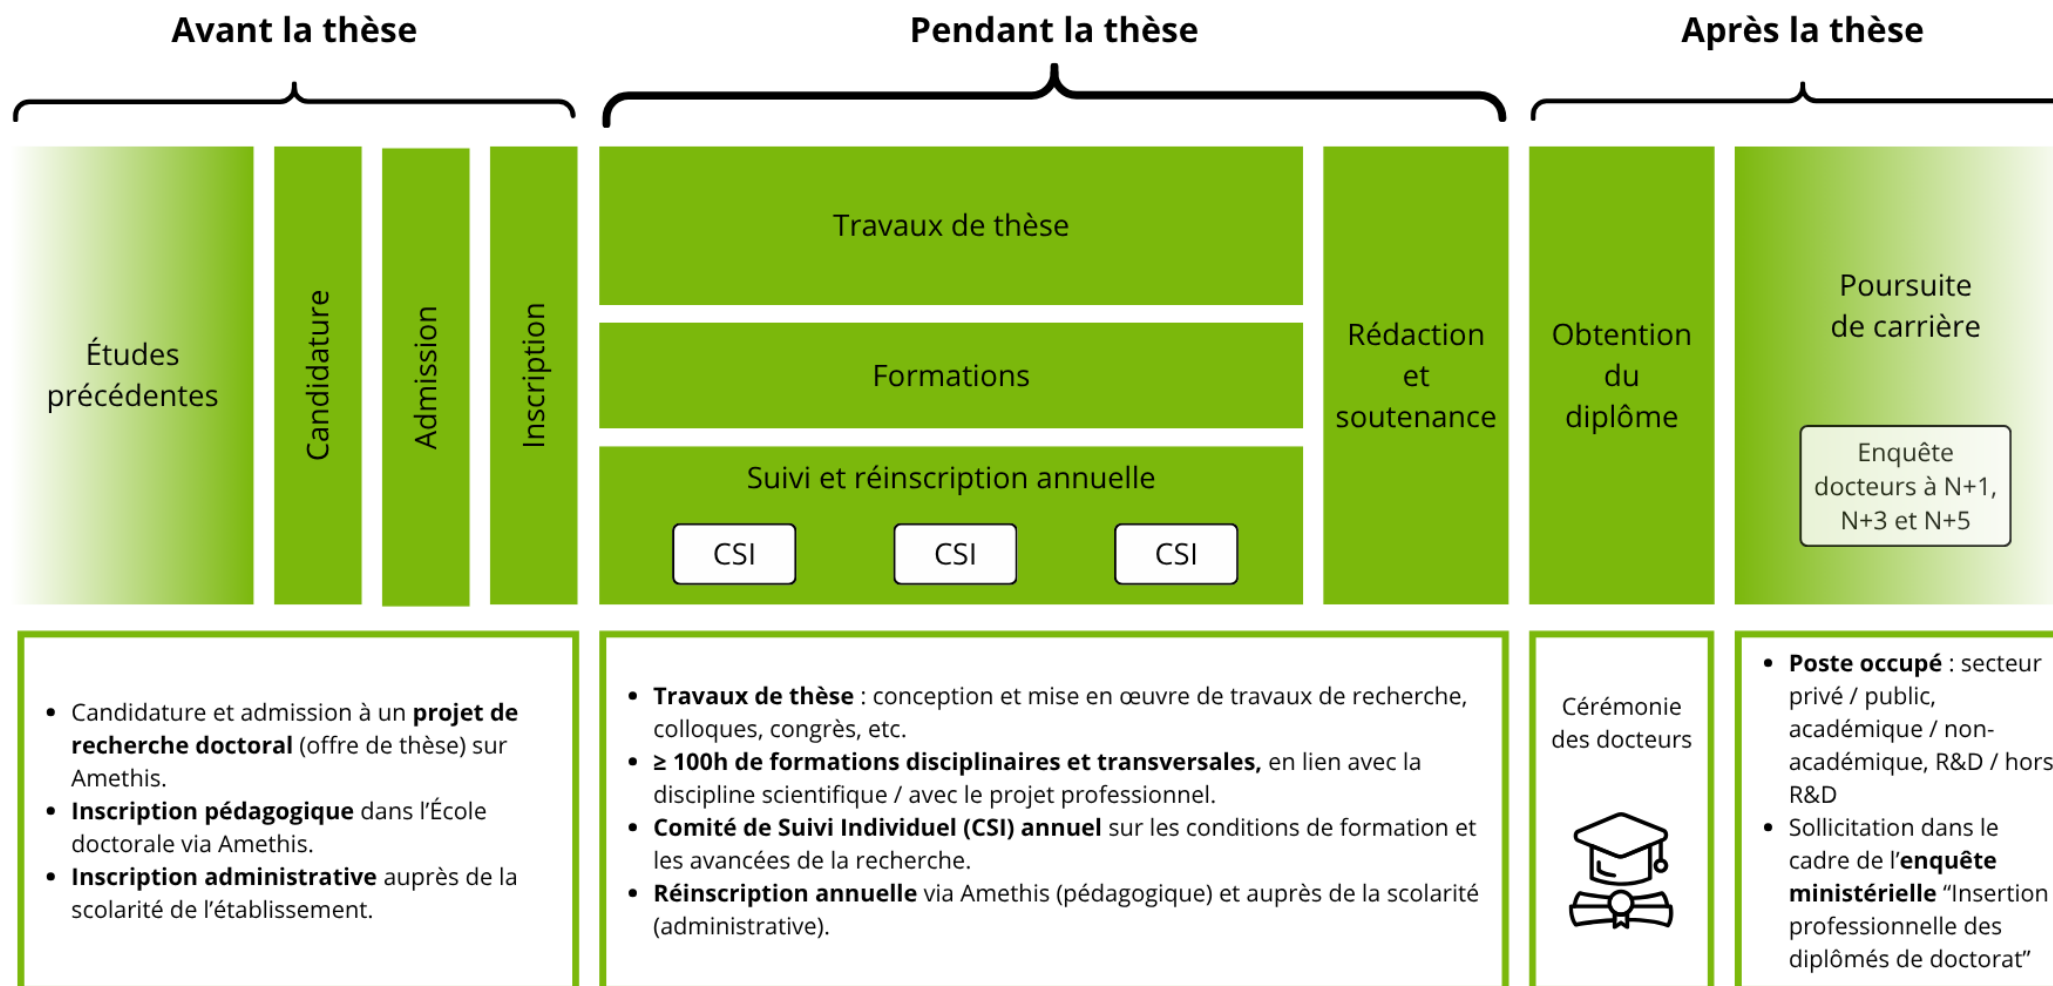 Avant la thèse
Pendant la thèse
Après la thèse
Études
précédentes
Candidature
Admission
Inscription
Travaux de thèse
Formations
Suivi et réinscription annuelle
CSI
CSI
CSI
Rédaction
et
soutenance
Obtention
du
diplôme
Poursuite
de carrière
Enquête
docteurs à N+1,
N+3 et N+5
• Candidature et admission à un projet de
recherche doctoral (offre de thèse) sur
Amethis.
• Inscription pédagogique dans l’École
doctorale via Amethis.
• Inscription administrative auprès de la
scolarité de l’établissement.
• Travaux de thèse : conception et mise en œuvre de travaux de recherche,
colloques, congrès, etc.
• ≥ 100h de formations disciplinaires et transversales, en lien avec la
discipline scientifique / avec le projet professionnel.
• Comité de Suivi Individuel (CSI) annuel sur les conditions de formation et
les avancées de la recherche.
• Réinscription annuelle via Amethis (pédagogique) et auprès de la scolarité
(administrative).
Cérémonie
des docteurs
• Poste occupé : secteur
privé / public,
académique / non-
académique, R&D / hors
R&D
• Sollicitation dans le
cadre de l’enquête
ministérielle “Insertion
professionnelle des
diplômés de doctorat”